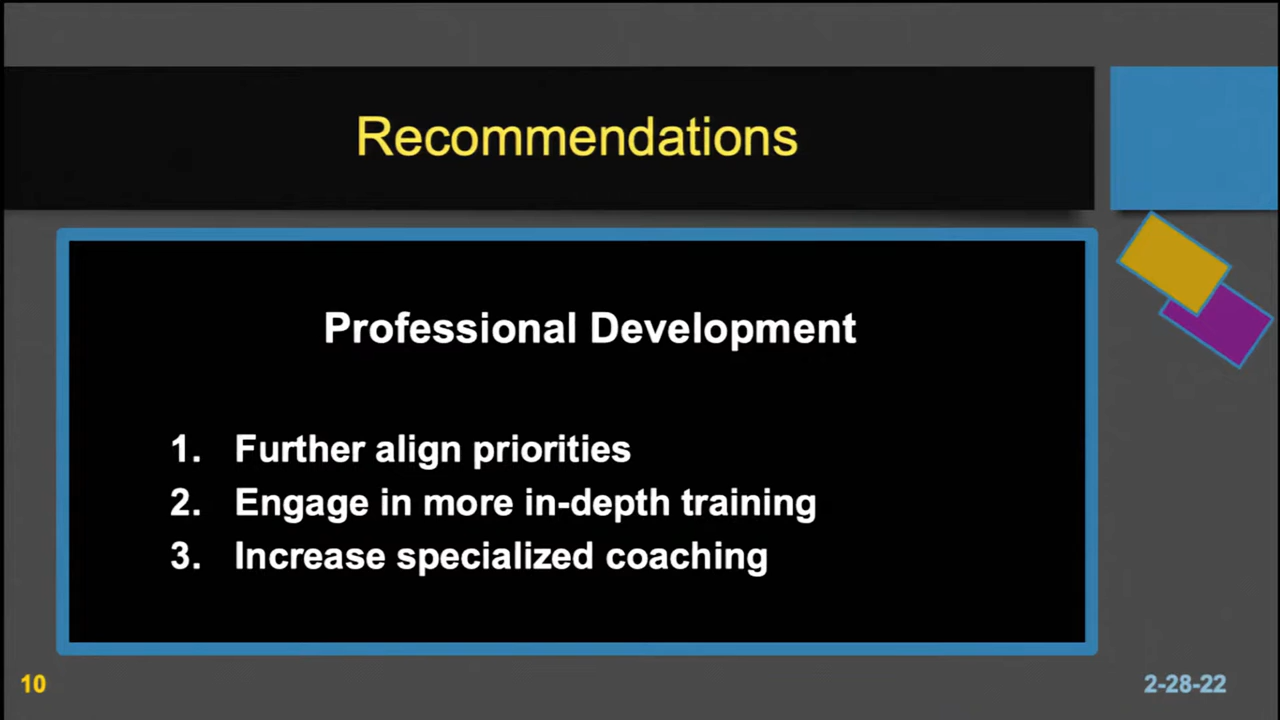 Recommendations
Professional Development
1. Further align priorities
2. Engage in more in-depth training
3. Increase specialized coaching
10
2-28-22